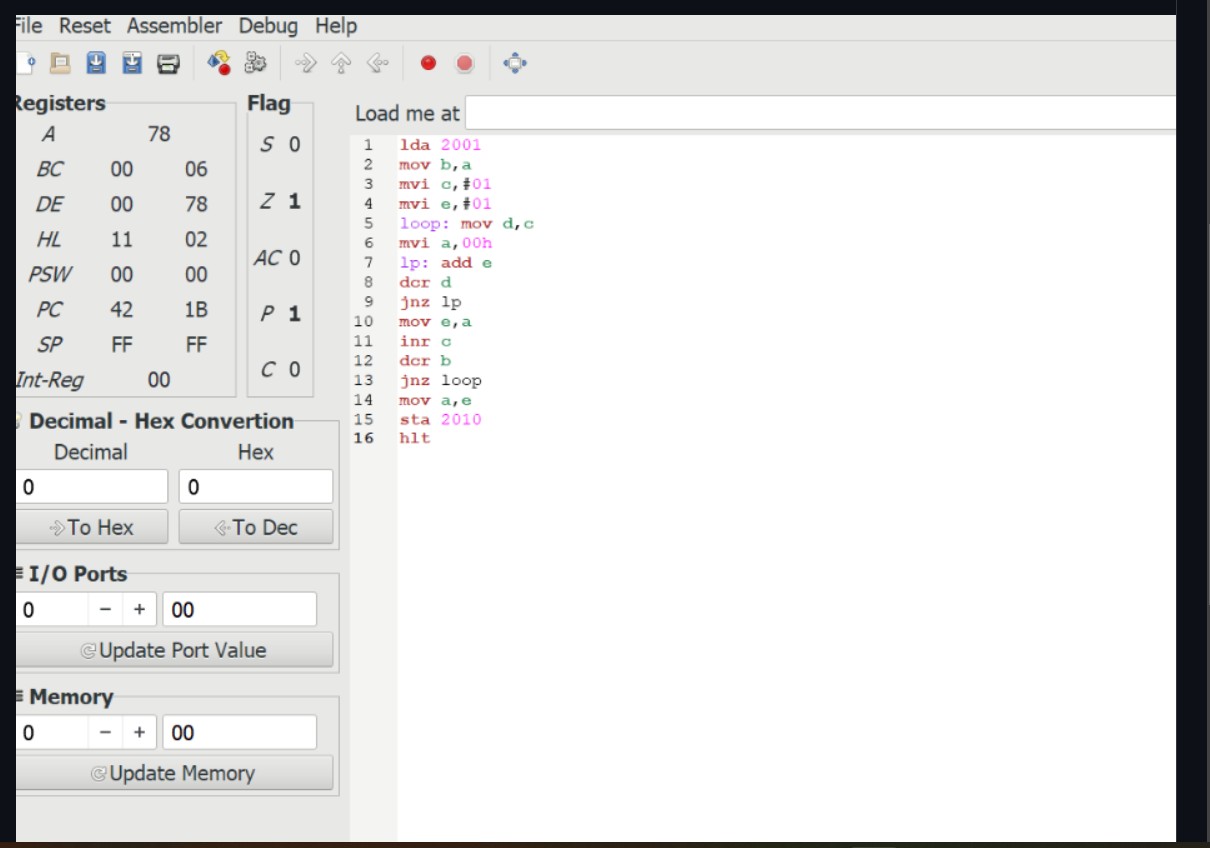 File Reset Assembler Debug Help
Registers
A 78
BC 00 06
DE 00 78
HL 11 02
PSW 00 00
PC 42 1B
SP FF FF
Int-Reg 00
Flag
S 0
Z 1
AC 0
P 1
C 0
Decimal - Hex Convertion
Decimal Hex
0 0
To Hex To Dec
I/O Ports
0 − + 00
Update Port Value
Memory
0 − + 00
Update Memory
Load me at
1 lda 2001
2 mov b,a
3 mvi c,#01
4 mvi e,#01
5 loop: mov d,c
6 mvi a,00h
7 lp: add e
8 dcr d
9 jnz lp
10 mov e,a
11 inr c
12 dcr b
13 jnz loop
14 mov a,e
15 sta 2010
16 hlt